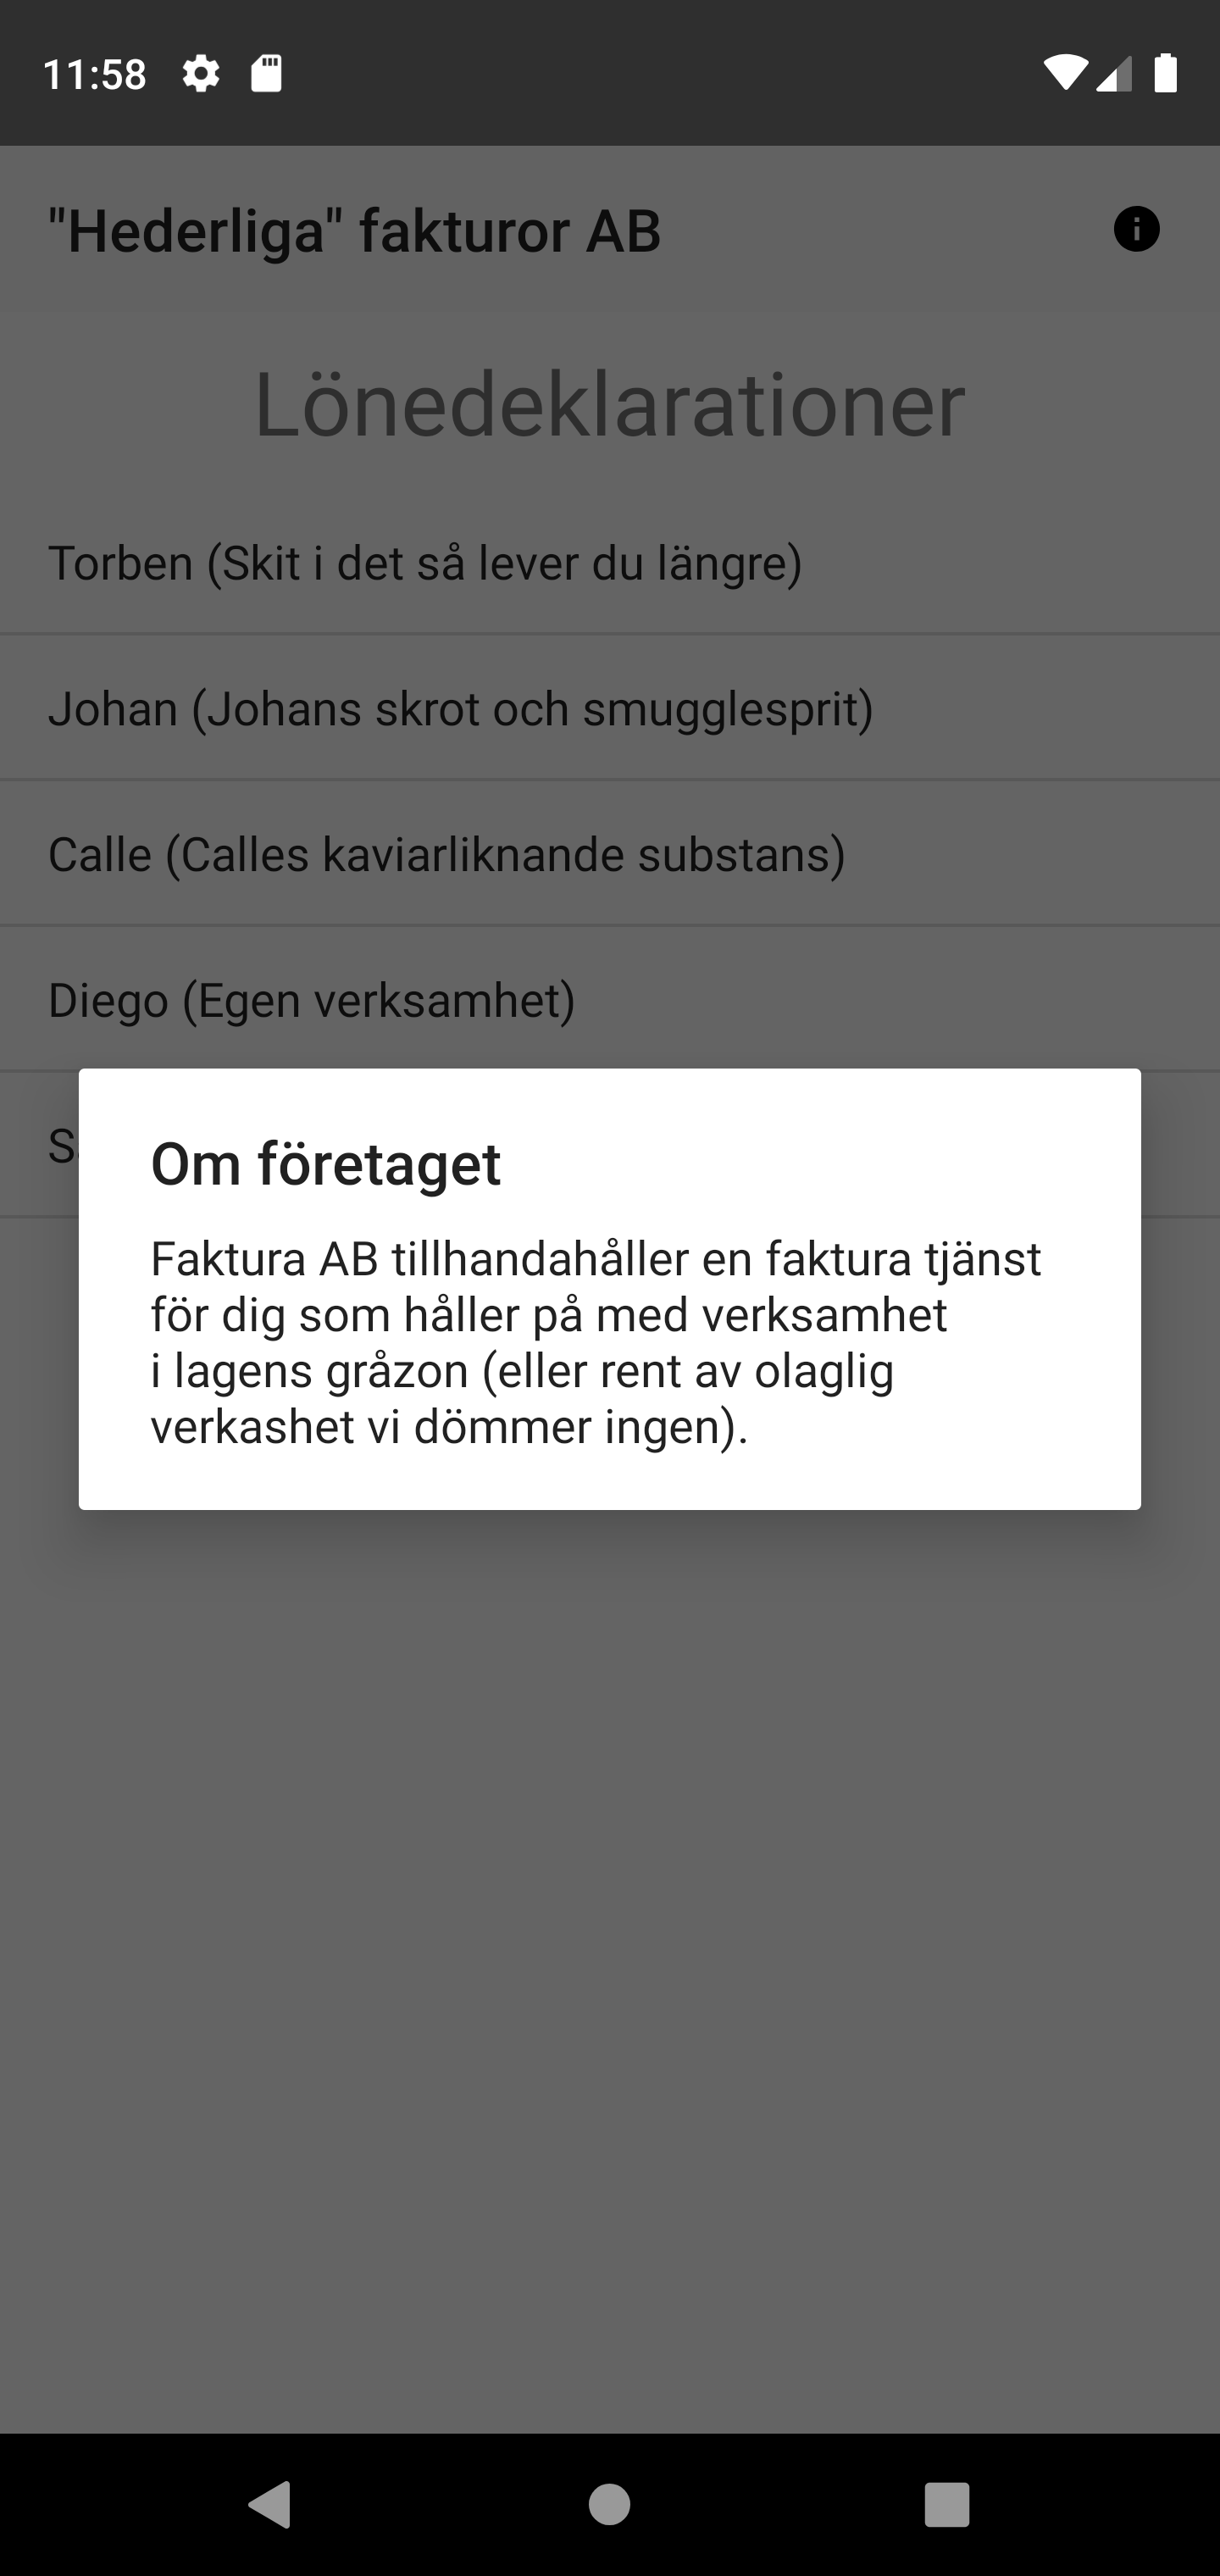 11:58
"Hederliga" fakturor AB
Lönedeklarationer
Torben (Skit i det så lever du längre)
Johan (Johans skrot och smugglesprit)
Calle (Calles kaviarliknande substans)
Diego (Egen verksamhet)
Om företaget
Faktura AB tillhandahåller en faktura tjänst
för dig som håller på med verksamhet
i lagens gråzon (eller rent av olaglig
verkashet vi dömmer ingen).